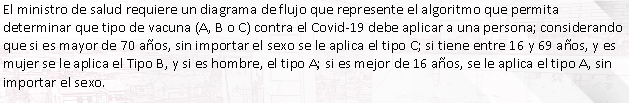 El ministro de salud requiere un diagrama de flujo que represente el algoritmo que permita
determinar que tipo de vacuna (A, B o C) contra el Covid-19 debe aplicar a una persona; considerando
que si es mayor de 70 años, sin importar el sexo se le aplica el tipo C; si tiene entre 16 y 69 años, y es
mujer se le aplica el Tipo B, y si es hombre, el tipo A; si es mejor de 16 años, se le aplica el tipo A, sin
importar el sexo.